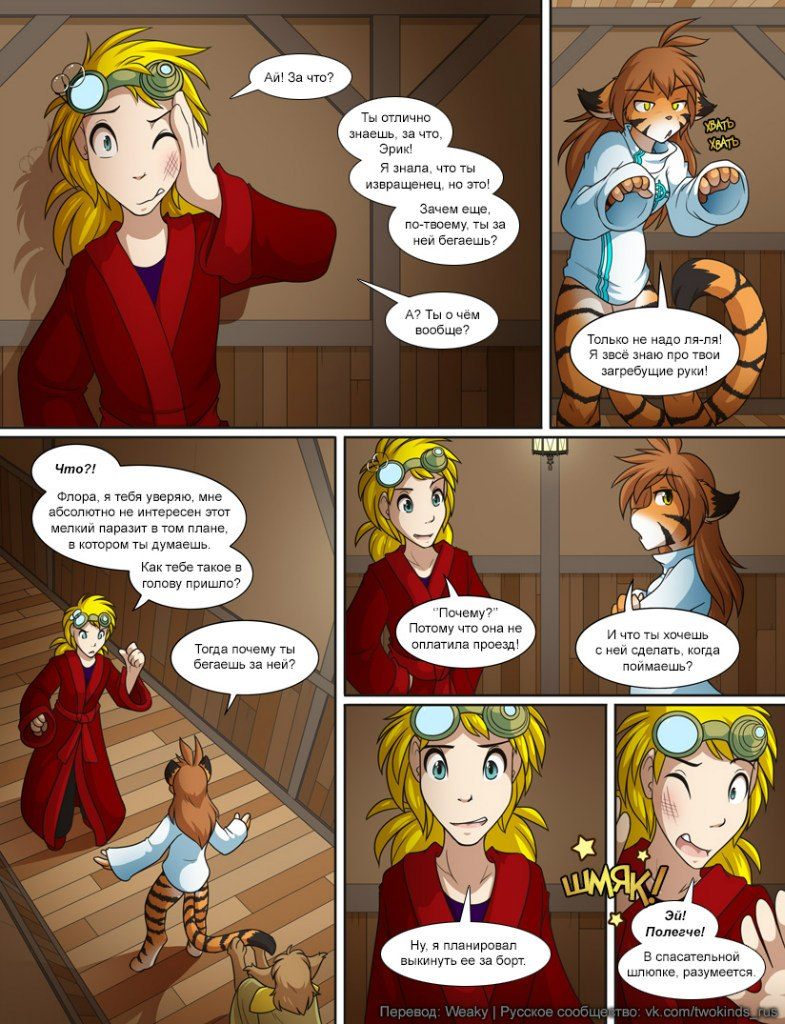 Ай! За что?
Ты отлично
знаешь, за что,
Эрик!
Я знала, что ты
извращенец, но это!
Зачем еще,
по-твоему, ты за
ней бегаешь?
А? Ты о чём
вообще?
ХВАТЬ
ХВАТЬ
Только не надо ля-ля!
Я звсё знаю про твои
загребущие руки!
Что?!
Флора, я тебя уверяю, мне
абсолютно не интересен этот
мелкий паразит в том плане,
в котором ты думаешь.
Как тебе такое в
голову пришло?
Тогда почему ты
бегаешь за ней?
"Почему?"
Потому что она не
оплатила проезд!
И что ты хочешь
с ней сделать, когда
поймаешь?
Ну, я планировал
выкинуть ее за борт.
ШМЯК!
Эй!
Полегче!
В спасательной
шлюпке, разумеется.
Перевод: Weaky | Русское сообщество: vk.com/twokinds_rus